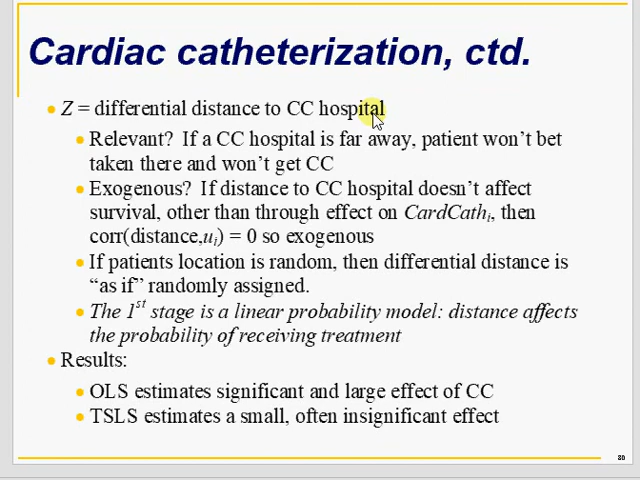 Cardiac catheterization, ctd.
• Z = differential distance to CC hospital
• Relevant? If a CC hospital is far away, patient won't bet
taken there and won't get CC
• Exogenous? If distance to CC hospital doesn't affect
survival, other than through effect on CardCathi, then
corr(distance,ui) = 0 so exogenous
• If patients location is random, then differential distance is
“as if” randomly assigned.
• The 1st stage is a linear probability model: distance affects
the probability of receiving treatment
• Results:
• OLS estimates significant and large effect of CC
• TSLS estimates a small, often insignificant effect
80